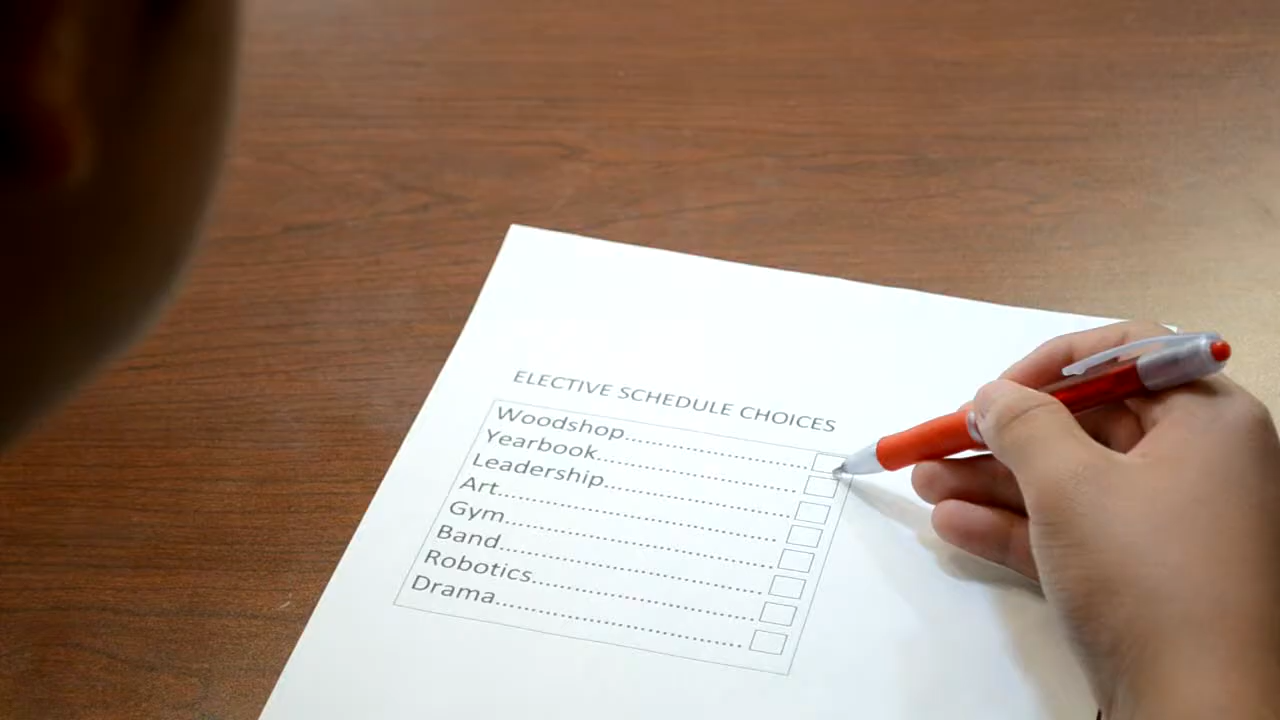 ELECTIVE SCHEDULE CHOICES
Woodshop......................................
Yearbook..........................................
Leadership......................................
Art......................................................
Gym...................................................
Band..................................................
Robotics............................................
Drama................................................